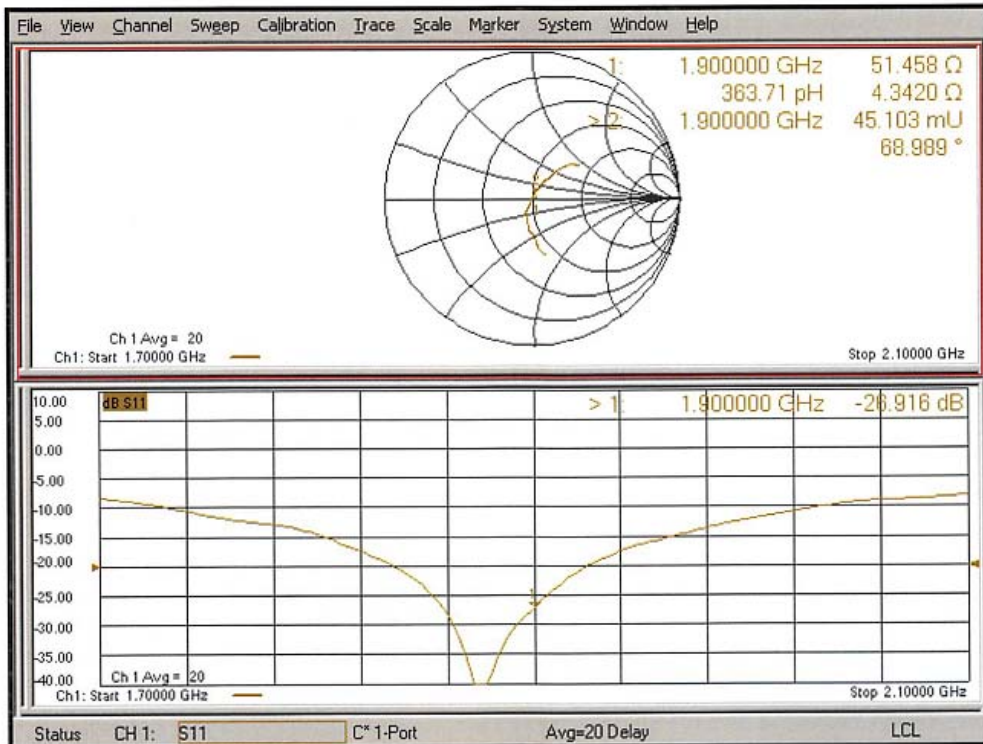 File View Channel Sweep Calibration Trace Scale Marker System Window Help
1: 1.900000 GHz 51.458 Ω
363.71 pH 4.3420 Ω
> 2: 1.900000 GHz 45.103 mU
68.989 °
Ch 1 Avg = 20
Ch1: Start 1.70000 GHz
Stop 2.10000 GHz
10.00 dB S11 > 1: 1.900000 GHz -26.916 dB
5.00
0.00
-5.00
-10.00
-15.00
-20.00
-25.00
1
-30.00
-35.00
-40.00
Ch 1 Avg = 20
Ch1: Start 1.70000 GHz
Stop 2.10000 GHz
Status CH 1: S11 C* 1-Port Avg=20 Delay LCL